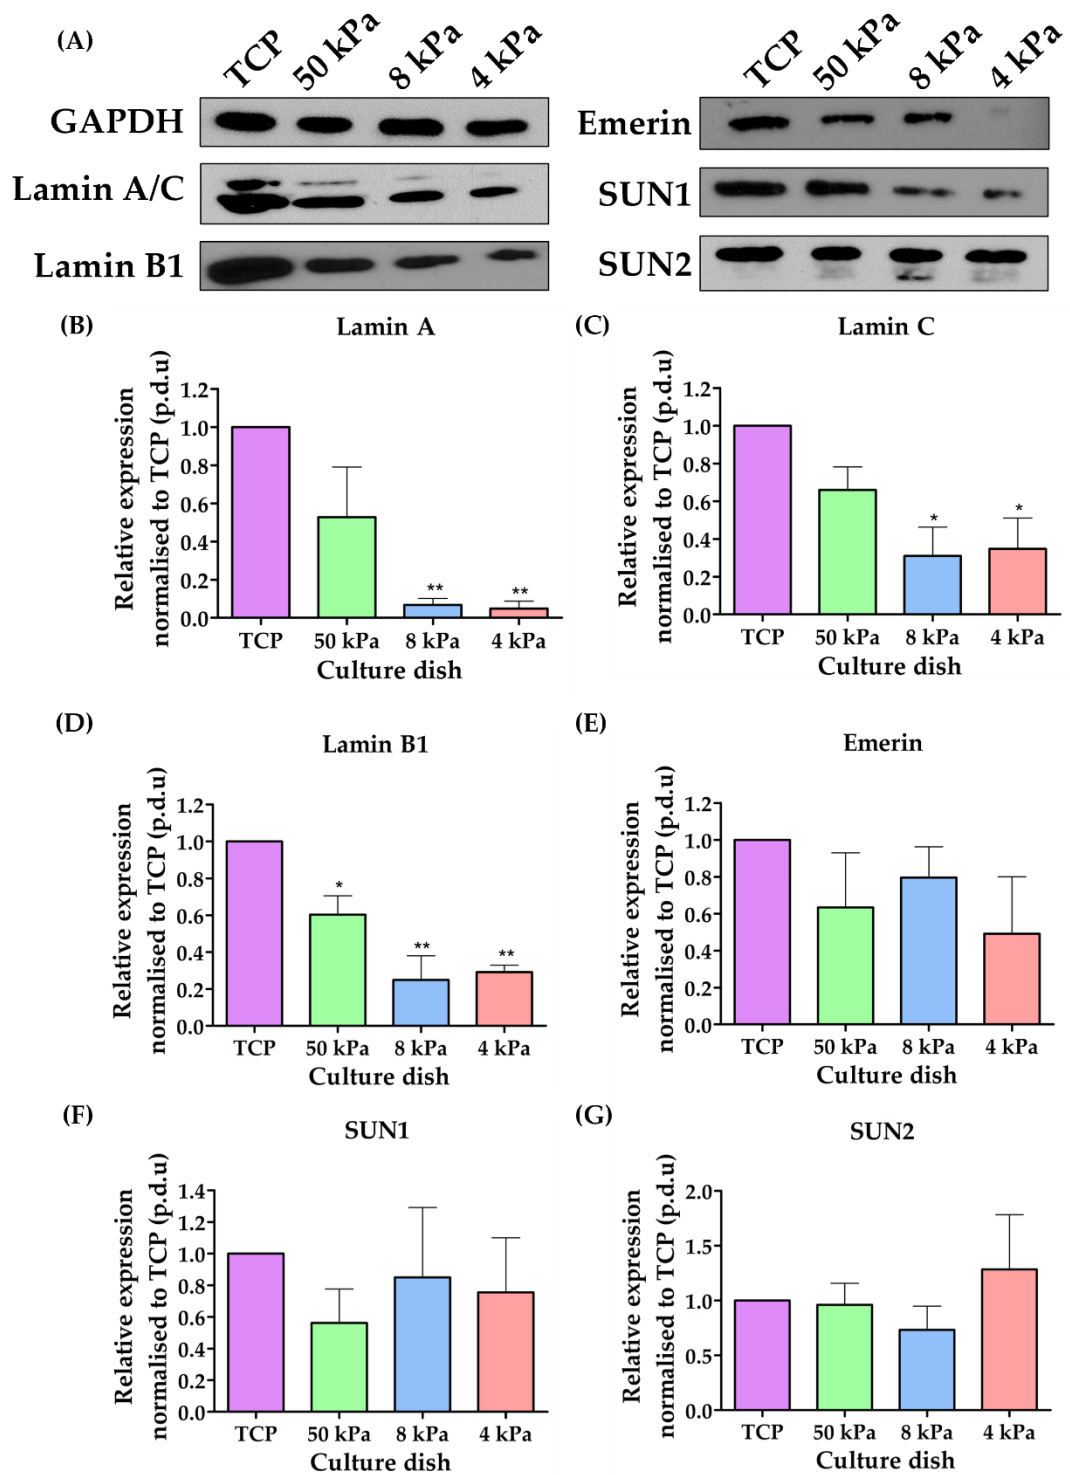 (A)
TCP 50 kPa 8 kPa 4 kPa
GAPDH
Lamin A/C
Lamin B1
TCP 50 kPa 8 kPa 4 kPa
Emerin
SUN1
SUN2
(B)
Lamin A
Relative expression
normalised to TCP (p.d.u)
1.2
1.0
0.8
0.6
0.4
0.2
0.0
**
**
TCP 50 kPa 8 kPa 4 kPa
Culture dish
(C)
Lamin C
Relative expression
normalised to TCP (p.d.u)
1.2
1.0
0.8
0.6
0.4
0.2
0.0
*
*
TCP 50 kPa 8 kPa 4 kPa
Culture dish
(D)
Lamin B1
Relative expression
normalised to TCP (p.d.u)
1.2
1.0
0.8
0.6
0.4
0.2
0.0
*
**
**
TCP 50 kPa 8 kPa 4 kPa
Culture dish
(E)
Emerin
Relative expression
normalised to TCP (p.d.u)
1.2
1.0
0.8
0.6
0.4
0.2
0.0
TCP 50 kPa 8 kPa 4 kPa
Culture dish
(F)
SUN1
Relative expression
normalised to TCP (p.d.u)
1.4
1.2
1.0
0.8
0.6
0.4
0.2
0.0
TCP 50 kPa 8 kPa 4 kPa
Culture dish
(G)
SUN2
Relative expression
normalised to TCP (p.d.u)
2.0
1.5
1.0
0.5
0.0
TCP 50 kPa 8 kPa 4 kPa
Culture dish